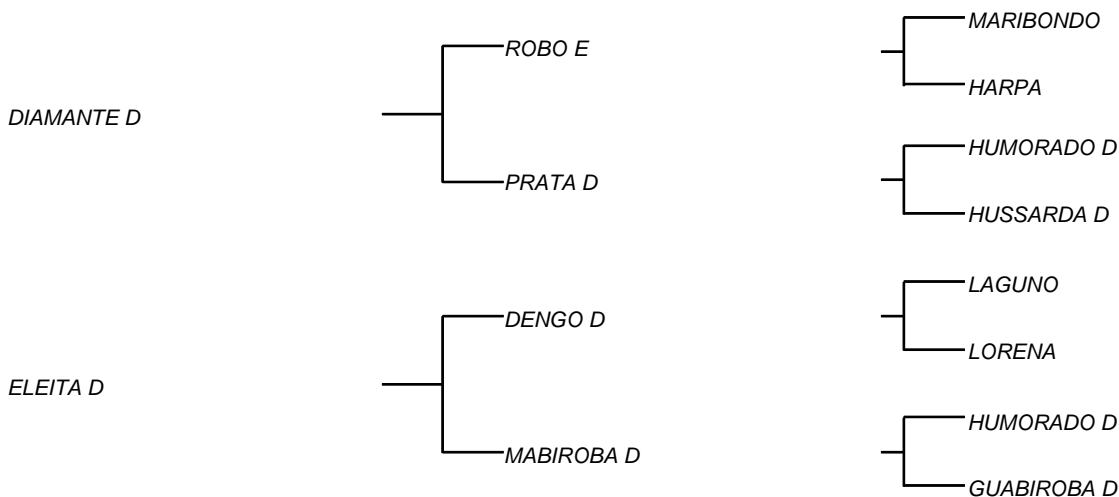 MARIBONDO
ROBO E
HARPA
DIAMANTE D
HUMORADO D
PRATA D
HUSSARDA D
LAGUNO
DENGO D
LORENA
ELEITA D
HUMORADO D
MABIROBA D
GUABIROBA D